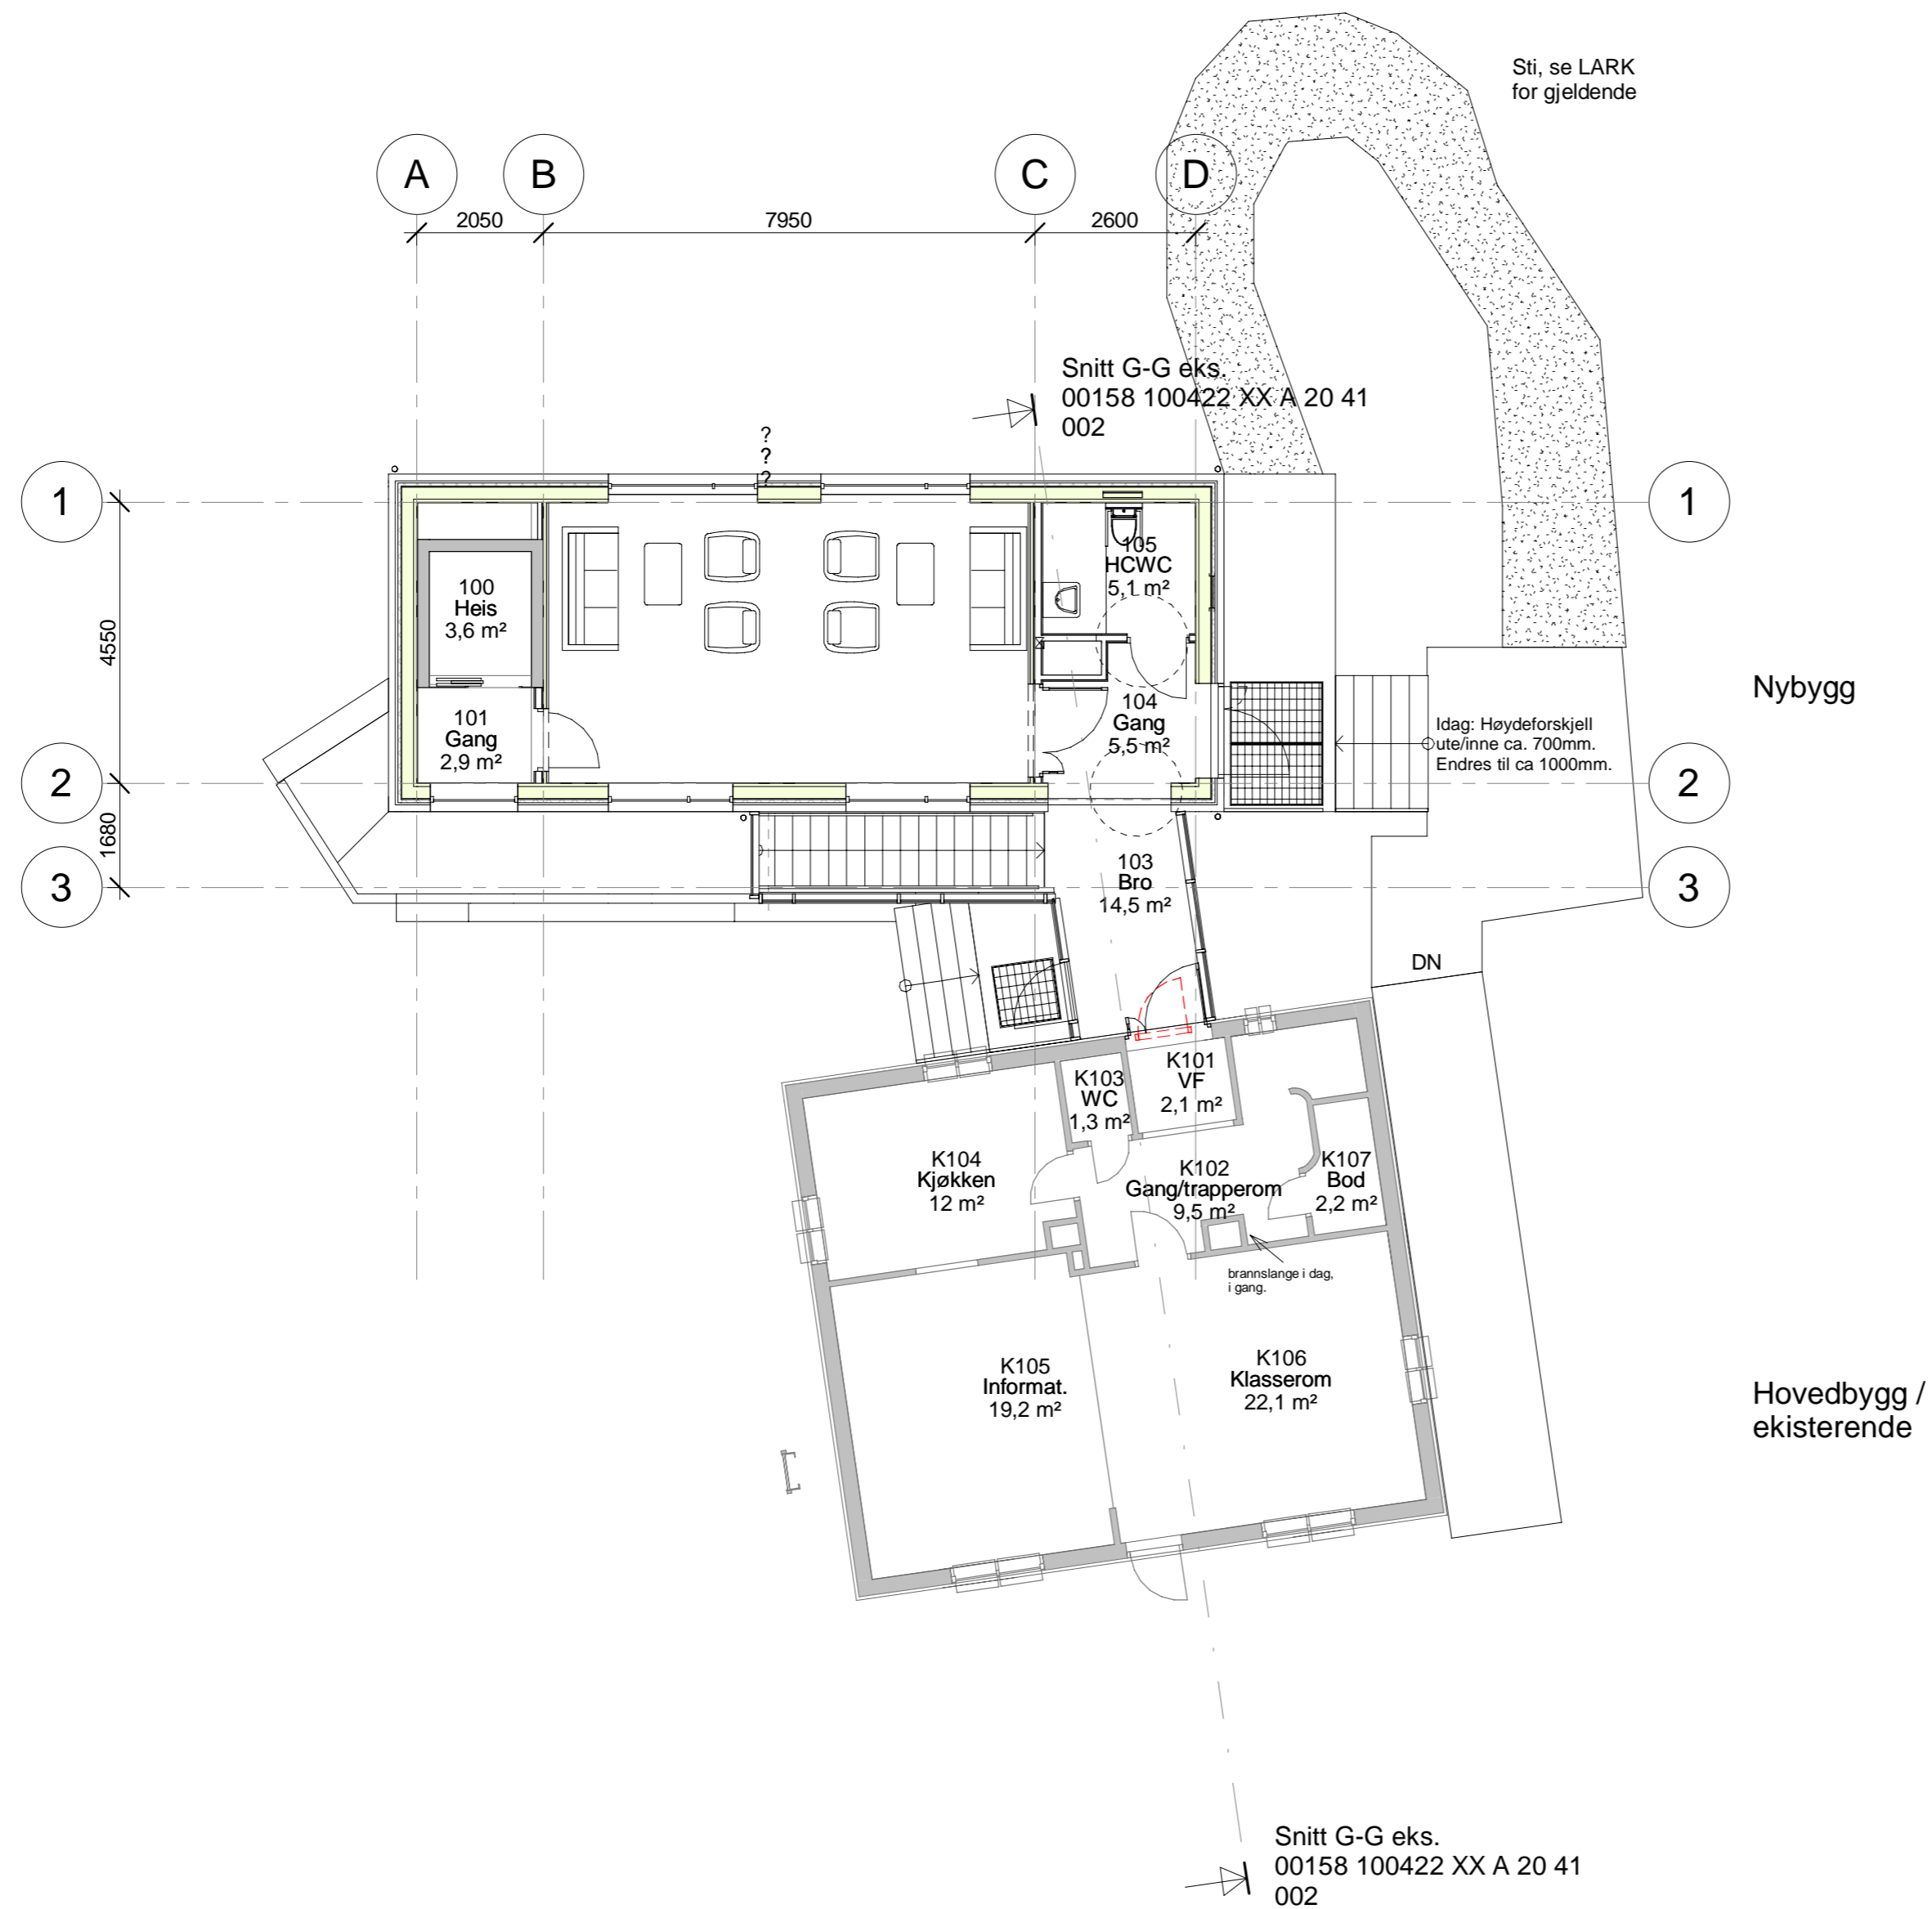 Sti, se LARK
for gjeldende
A
B
C
D
2050
7950
2600
Snitt G-G eks.
00158 100422 XX A 20 41
002
?
?
?
1
1
4550
105
HCWC
5,1 m²
100
Heis
3,6 m²
101
Gang
2,9 m²
104
Gang
5,5 m²
Nybygg
Idag: Høydeforskjell
ute/inne ca. 700mm.
Endres til ca 1000mm.
2
2
1680
103
Bro
14,5 m²
3
3
DN
K101
VF
2,1 m²
K103
WC
1,3 m²
K104
Kjøkken
12 m²
K102
Gang/trapperom
9,5 m²
K107
Bod
2,2 m²
brannslange i dag,
i gang.
K105
Informat.
19,2 m²
K106
Klasserom
22,1 m²
Hovedbygg /
ekisterende
Snitt G-G eks.
00158 100422 XX A 20 41
002